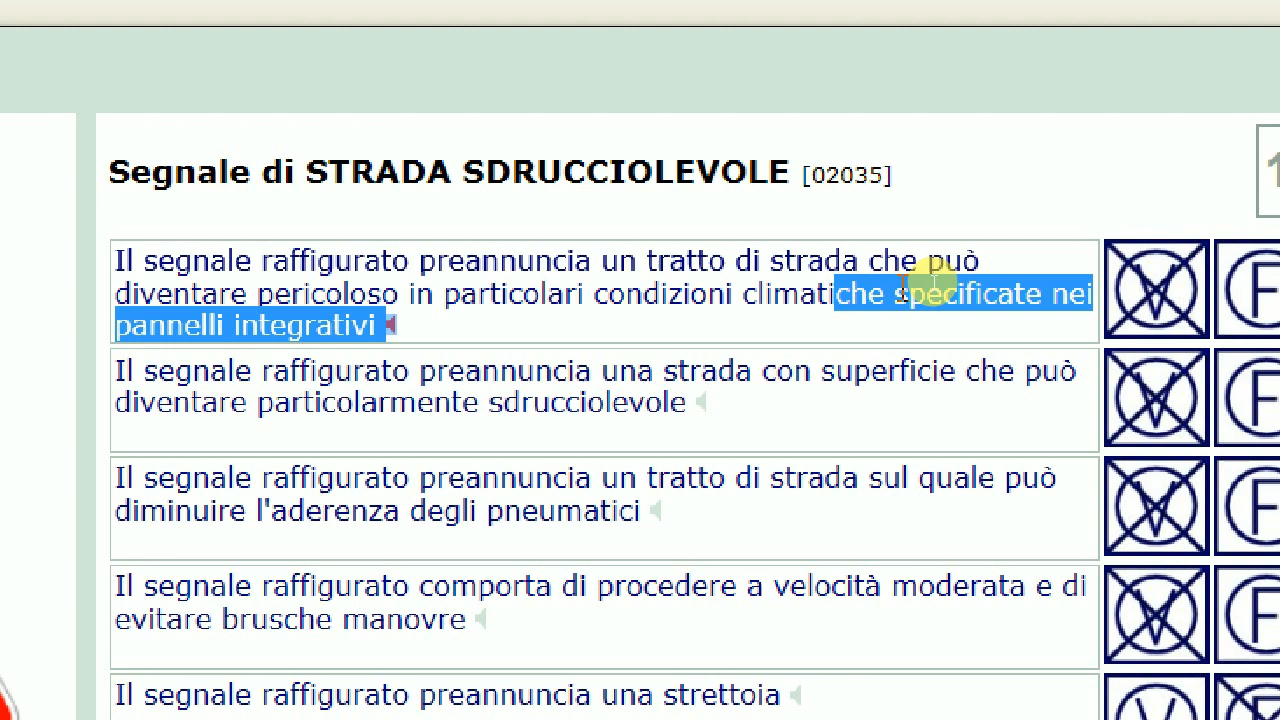 Segnale di STRADA SDRUCCIOLEVOLE [02035]
1
Il segnale raffigurato preannuncia un tratto di strada che può
diventare pericoloso in particolari condizioni climatiche specificate nei
pannelli integrativi
V F
Il segnale raffigurato preannuncia una strada con superficie che può
diventare particolarmente sdrucciolevole
V F
Il segnale raffigurato preannuncia un tratto di strada sul quale può
diminuire l'aderenza degli pneumatici
V F
Il segnale raffigurato comporta di procedere a velocità moderata e di
evitare brusche manovre
V F
Il segnale raffigurato preannuncia una strettoia
V F